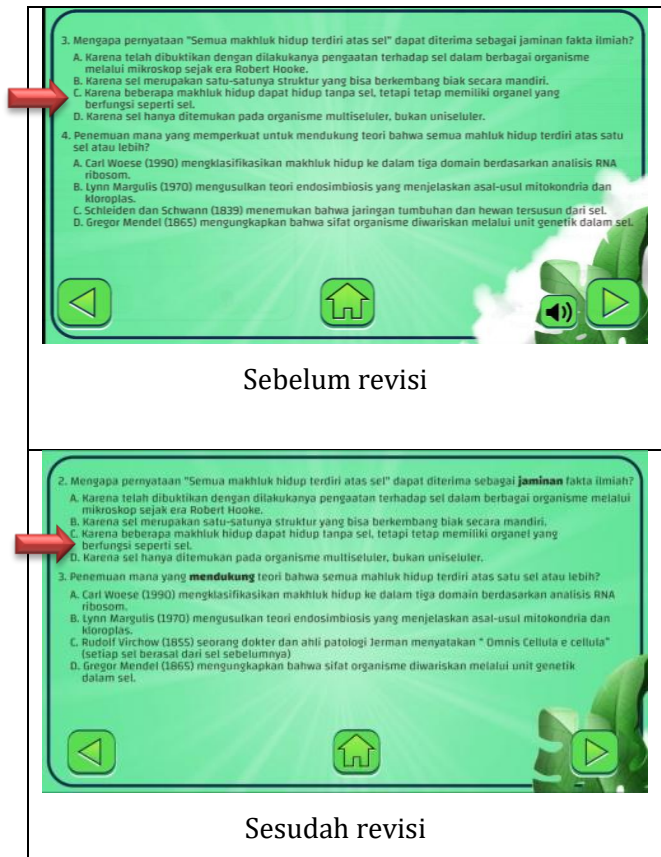 3. Mengapa pernyataan "Semua makhluk hidup terdiri atas sel" dapat diterima sebagai jaminan fakta ilmiah?
A. Karena telah dibuktikan dengan dilakukanya pengaatan terhadap sel dalam berbagai organisme
melalui mikroskop sejak era Robert Hooke.
B. Karena sel merupakan satu-satunya struktur yang bisa berkembang biak secara mandiri.
C. Karena beberapa makhluk hidup dapat hidup tanpa sel, tetapi tetap memiliki organel yang
berfungsi seperti sel.
D. Karena sel hanya ditemukan pada organisme multiseluler, bukan uniseluler.
4. Penemuan mana yang memperkuat untuk mendukung teori bahwa semua mahluk hidup terdiri atas satu
sel atau lebih?
A. Carl Woese (1990) mengklasifikasikan makhluk hidup ke dalam tiga domain berdasarkan analisis RNA
ribosom.
B. Lynn Margulis (1970) mengusulkan teori endosimbiosis yang menjelaskan asal-usul mitokondria dan
kloroplas.
C. Schleiden dan Schwann (1839) menemukan bahwa jaringan tumbuhan dan hewan tersusun dari sel.
D. Gregor Mendel (1865) mengungkapkan bahwa sifat organisme diwariskan melalui unit genetik dalam sel.
Sebelum revisi
2. Mengapa pernyataan "Semua makhluk hidup terdiri atas sel" dapat diterima sebagai jaminan fakta ilmiah?
A. Karena telah dibuktikan dengan dilakukanya pengaatan terhadap sel dalam berbagai organisme melalui
mikroskop sejak era Robert Hooke.
B. Karena sel merupakan satu-satunya struktur yang bisa berkembang biak secara mandiri.
C. Karena beberapa makhluk hidup dapat hidup tanpa sel, tetapi tetap memiliki organel yang
berfungsi seperti sel.
D. Karena sel hanya ditemukan pada organisme multiseluler, bukan uniseluler.
3. Penemuan mana yang mendukung teori bahwa semua mahluk hidup terdiri atas satu sel atau lebih?
A. Carl Woese (1990) mengklasifikasikan makhluk hidup ke dalam tiga domain berdasarkan analisis RNA
ribosom.
B. Lynn Margulis (1970) mengusulkan teori endosimbiosis yang menjelaskan asal-usul mitokondria dan
kloroplas.
C. Rudolf Virchow (1855) seorang dokter dan ahli patologi Jerman menyatakan " Omnis Cellula e cellula"
(setiap sel berasal dari sel sebelumnya)
D. Gregor Mendel (1865) mengungkapkan bahwa sifat organisme diwariskan melalui unit genetik
dalam sel.
Sesudah revisi